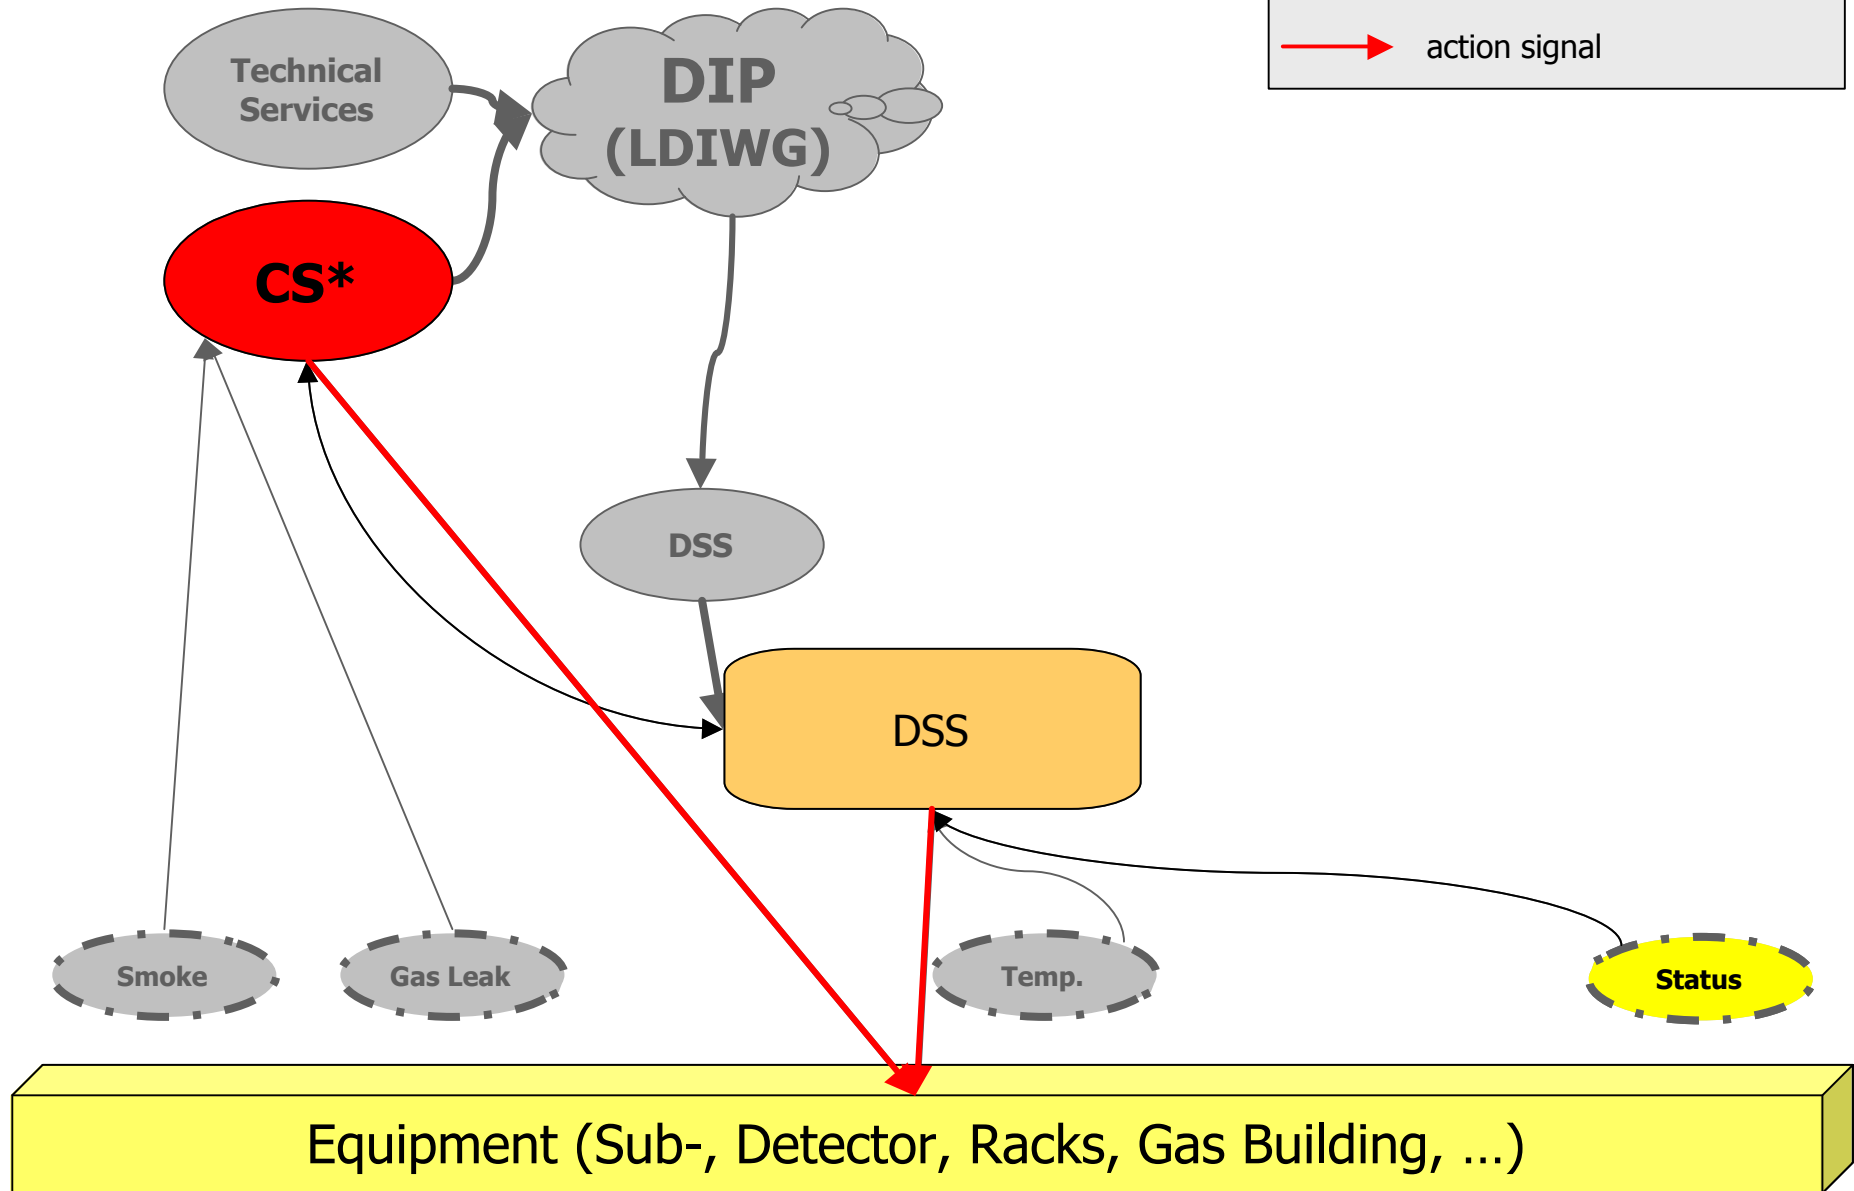 action signal
Technical
Services
DIP
(LDIWG)
CS*
DSS
DSS
Smoke
Gas Leak
Temp.
Status
Equipment (Sub-, Detector, Racks, Gas Building, ...)